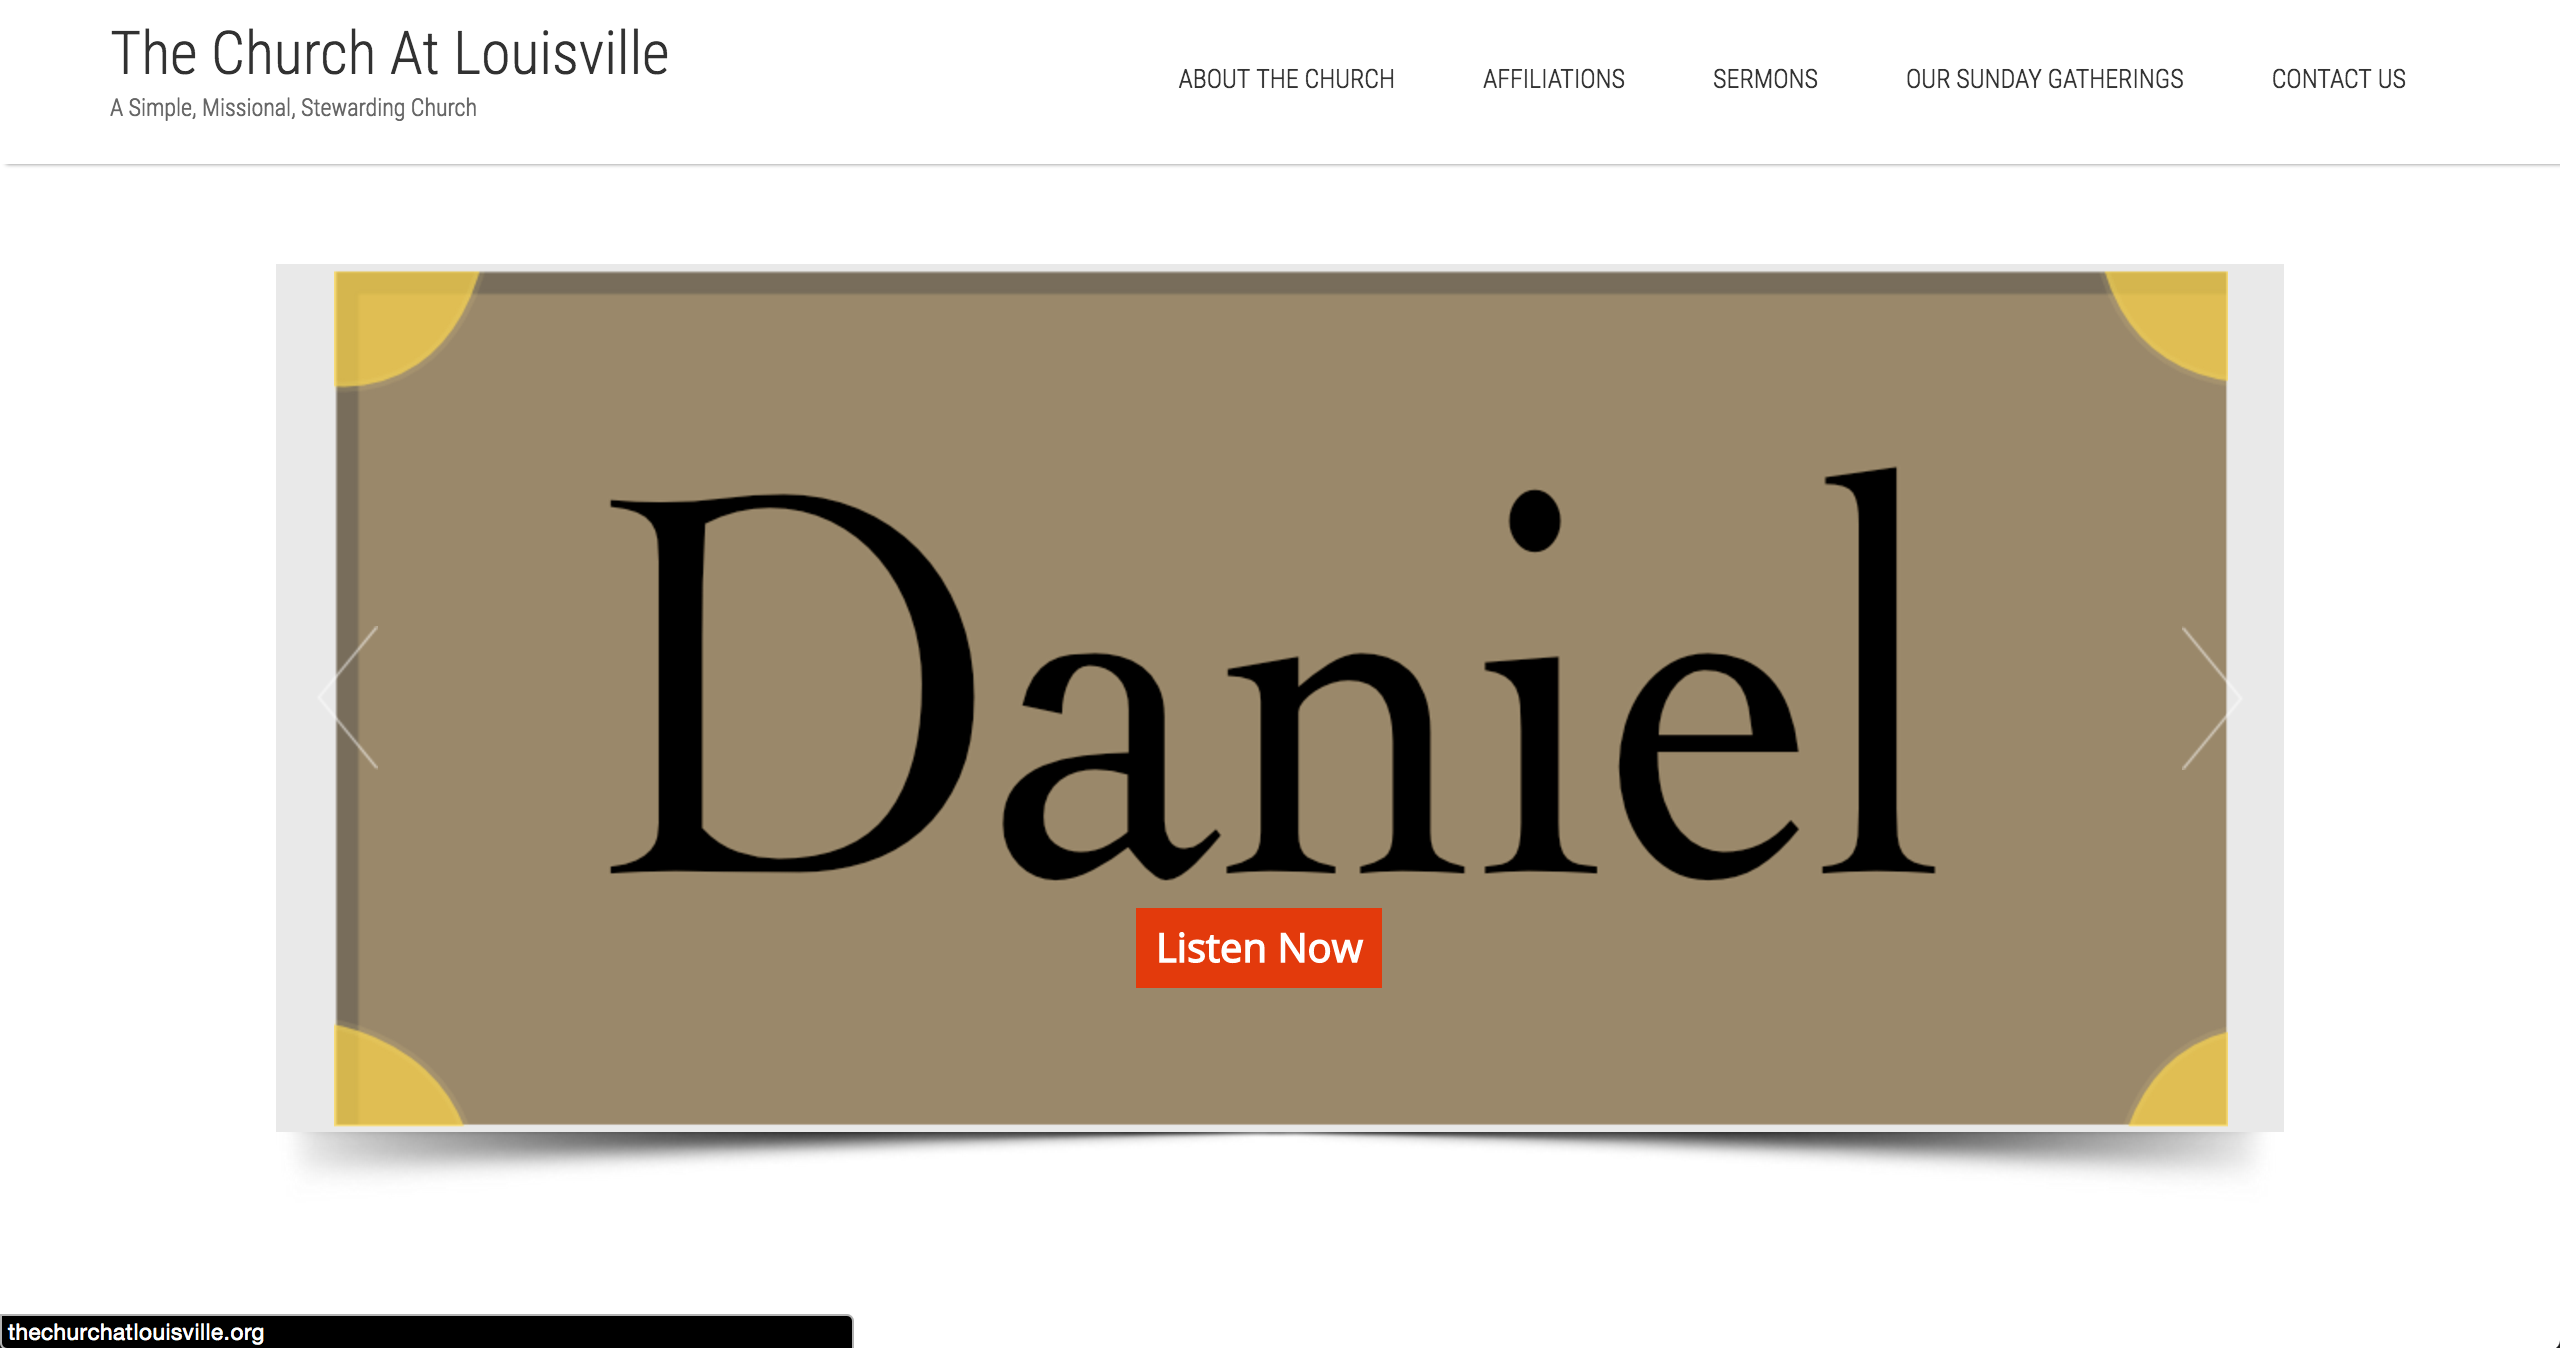 The Church At Louisville
A Simple, Missional, Stewarding Church
ABOUT THE CHURCH AFFILIATIONS SERMONS OUR SUNDAY GATHERINGS CONTACT US
Daniel
Listen Now
thechurchatlouisville.org